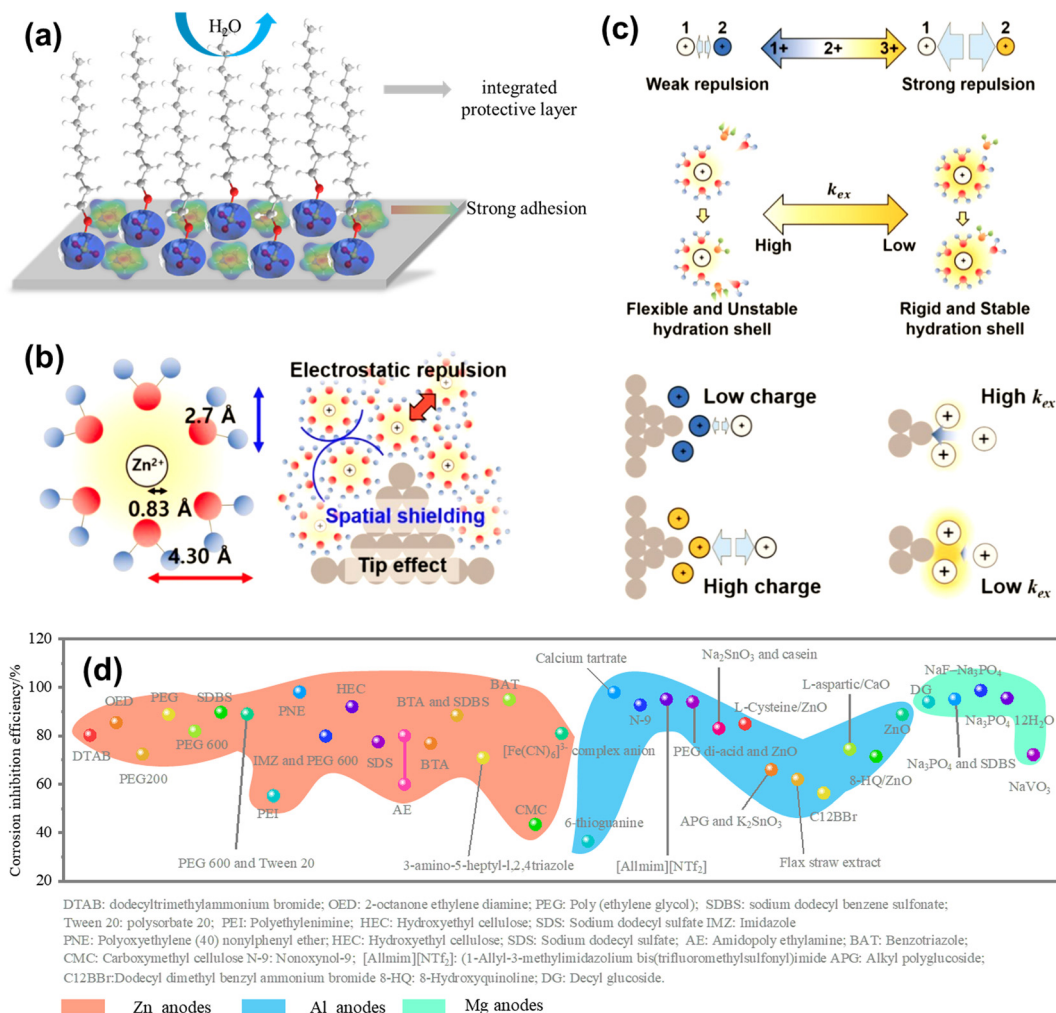 (a)
H₂O
integrated
protective layer
Strong adhesion
(b)
Zn²⁺
2.7 Å
0.83 Å
4.30 Å
Electrostatic repulsion
Spatial shielding
Tip effect
(c)
1 2
1+ 2+ 3+
1 2
Weak repulsion
Strong repulsion
kₑₓ
High
Low
Flexible and Unstable
hydration shell
Rigid and Stable
hydration shell
Low charge
High kₑₓ
High charge
Low kₑₓ
(d)
Corrosion inhibition efficiency/%
120
100
80
60
40
20
DTAB
OED
PEG200
PEG
PEG 600
SDBS
PEG 600 and Tween 20
PEI
PNE
IMZ and PEG 600
HEC
SDS
AE
BTA
BTA and SDBS
3-amino-5-heptyl-l,2,4triazole
BAT
CMC
[Fe(CN)₆]³⁻ complex anion
6-thioguanine
Calcium tartrate
N-9
[Allmim][NTf₂]
PEG di-acid and ZnO
Na₂SnO₃ and casein
L-Cysteine/ZnO
APG and K₂SnO₃
Flax straw extract
C12BBr
L-aspartic/CaO
8-HQ/ZnO
ZnO
DG
Na₃PO₄ and SDBS
NaF–Na₃PO₄
Na₃PO₄ 12H₂O
NaVO₃
DTAB: dodecyltrimethylammonium bromide; OED: 2-octanone ethylene diamine; PEG: Poly (ethylene glycol); SDBS: sodium dodecyl benzene sulfonate;
Tween 20: polysorbate 20; PEI: Polyethylenimine; HEC: Hydroxyethyl cellulose; SDS: Sodium dodecyl sulfate IMZ: Imidazole
PNE: Polyoxyethylene (40) nonylphenyl ether; HEC: Hydroxyethyl cellulose; SDS: Sodium dodecyl sulfate; AE: Amidopoly ethylamine; BAT: Benzotriazole;
CMC: Carboxymethyl cellulose N-9: Nonoxynol-9; [Allmim][NTf₂]: (1-Allyl-3-methylimidazolium bis(trifluoromethylsulfonyl)imide APG: Alkyl polyglucoside;
C12BBr:Dodecyl dimethyl benzyl ammonium bromide 8-HQ: 8-Hydroxyquinoline; DG: Decyl glucoside.
Zn anodes
Al anodes
Mg anodes